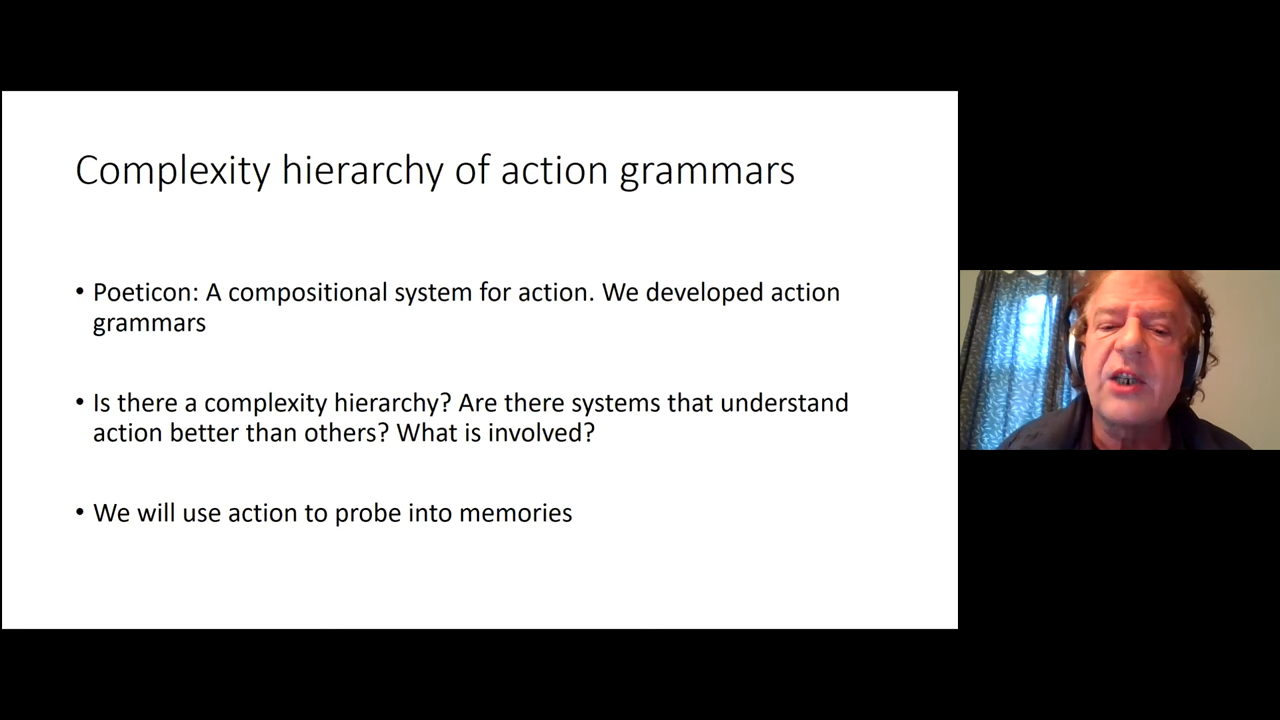 Complexity hierarchy of action grammars
• Poeticon: A compositional system for action. We developed action
grammars
• Is there a complexity hierarchy? Are there systems that understand
action better than others? What is involved?
• We will use action to probe into memories